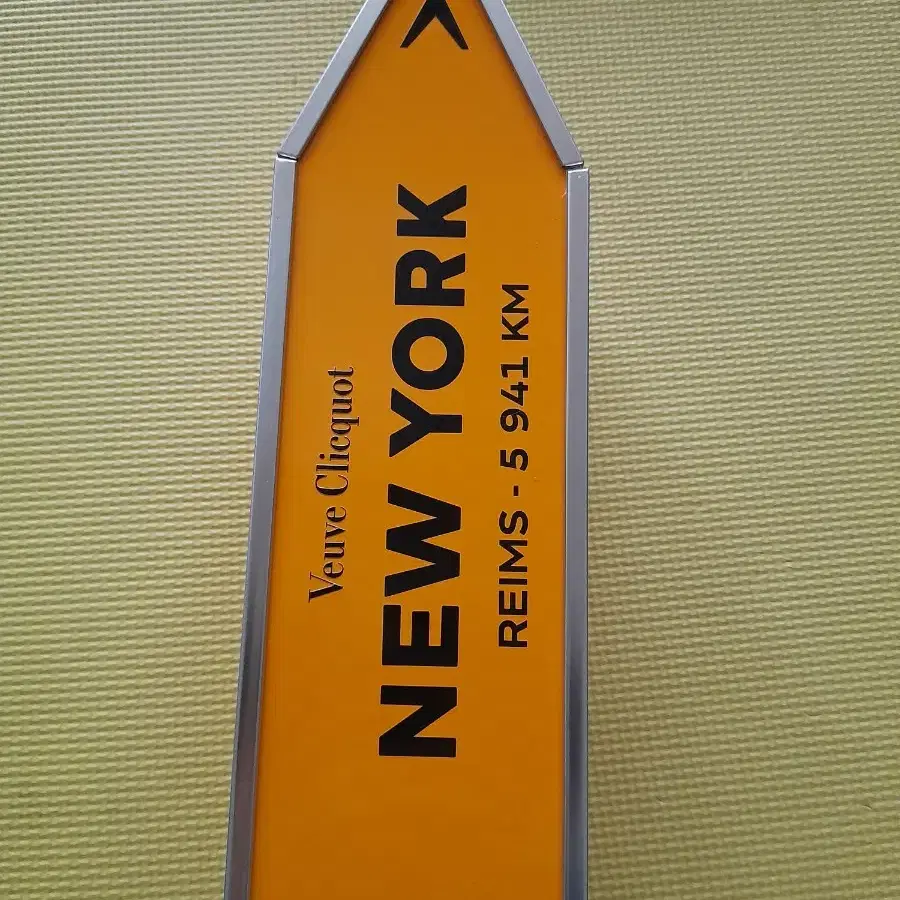 Veuve Clicquot
NEW YORK
REIMS - 5 941 KM